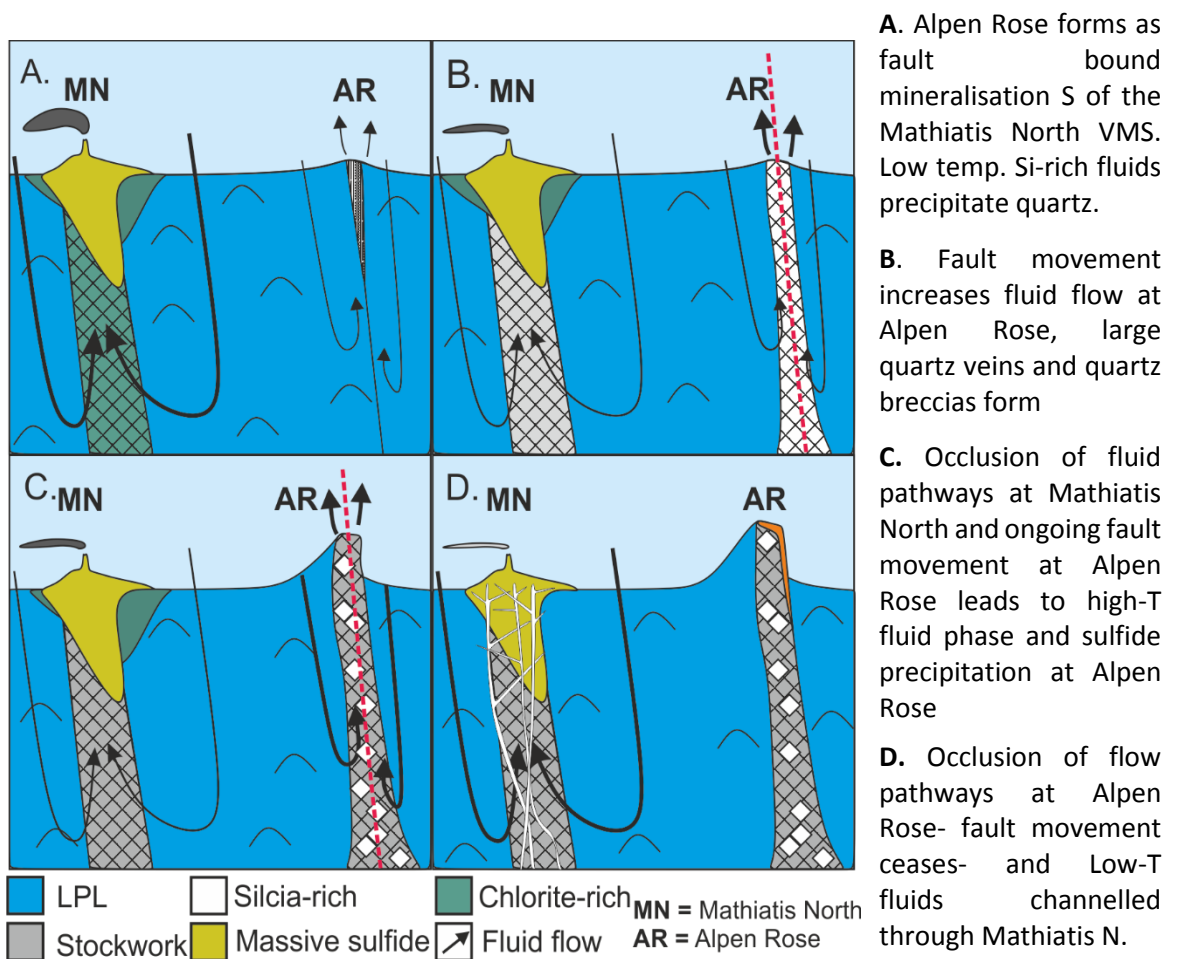 A. MN AR
B. MN AR
C. MN AR
D. MN AR
LPL
Silcia-rich
Chlorite-rich
MN = Mathiatis North
Stockwork
Massive sulfide
Fluid flow
AR = Alpen Rose
A. Alpen Rose forms as
fault bound
mineralisation S of the
Mathiatis North VMS.
Low temp. Si-rich fluids
precipitate quartz.
B. Fault movement
increases fluid flow at
Alpen Rose, large
quartz veins and quartz
breccias form
C. Occlusion of fluid
pathways at Mathiatis
North and ongoing fault
movement at Alpen
Rose leads to high-T
fluid phase and sulfide
precipitation at Alpen
Rose
D. Occlusion of flow
pathways at Alpen
Rose- fault movement
ceases- and Low-T
fluids channelled
through Mathiatis N.